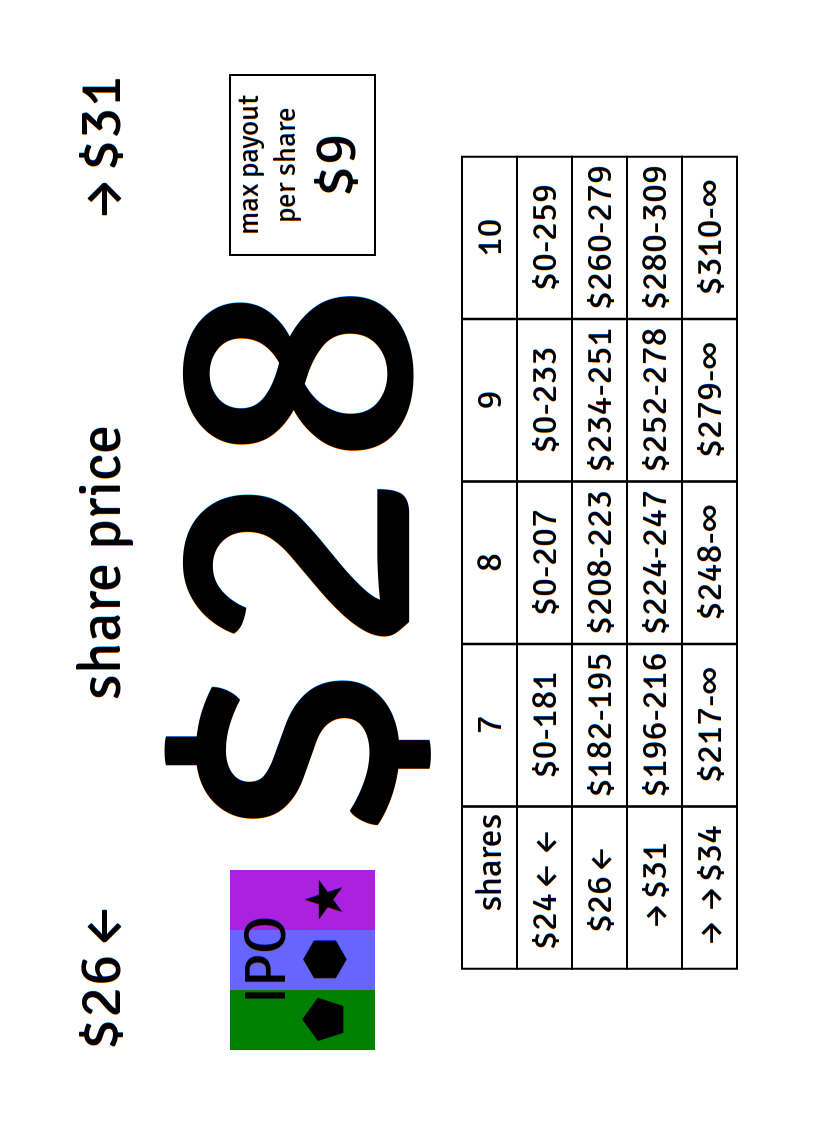 $26← share price →$31
IPO $28 max payout
per share
$9
shares 7 8 9 10
$24← ← $0-181 $0-207 $0-233 $0-259
$26← $182-195 $208-223 $234-251 $260-279
→$31 $196-216 $224-247 $252-278 $280-309
→ →$34 $217-∞ $248-∞ $279-∞ $310-∞